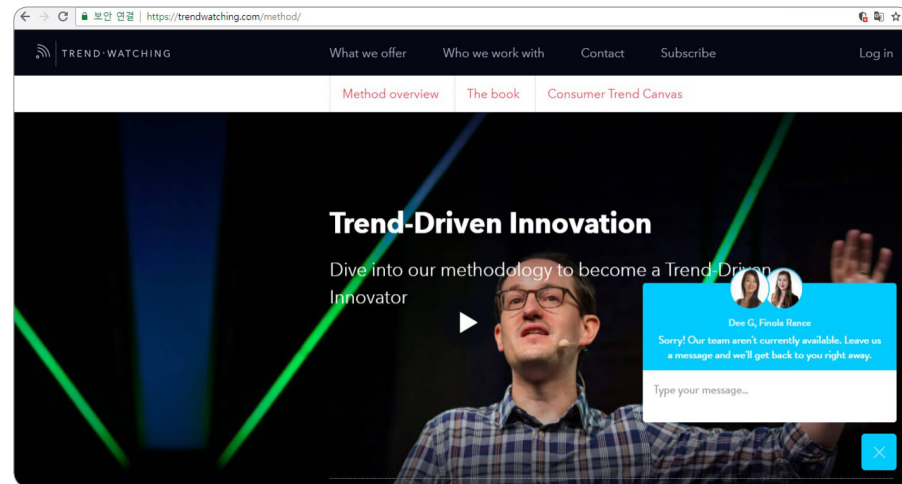 보안 연결 | https://trendwatching.com/method/
TREND·WATCHING
What we offer Who we work with Contact Subscribe Log in
Method overview The book Consumer Trend Canvas
Trend-Driven Innovation
Dive into our methodology to become a Trend-Driven
Innovator
Dee G, Finola Rance
Sorry! Our team aren't currently available. Leave us
a message and we'll get back to you right away.
Type your message...